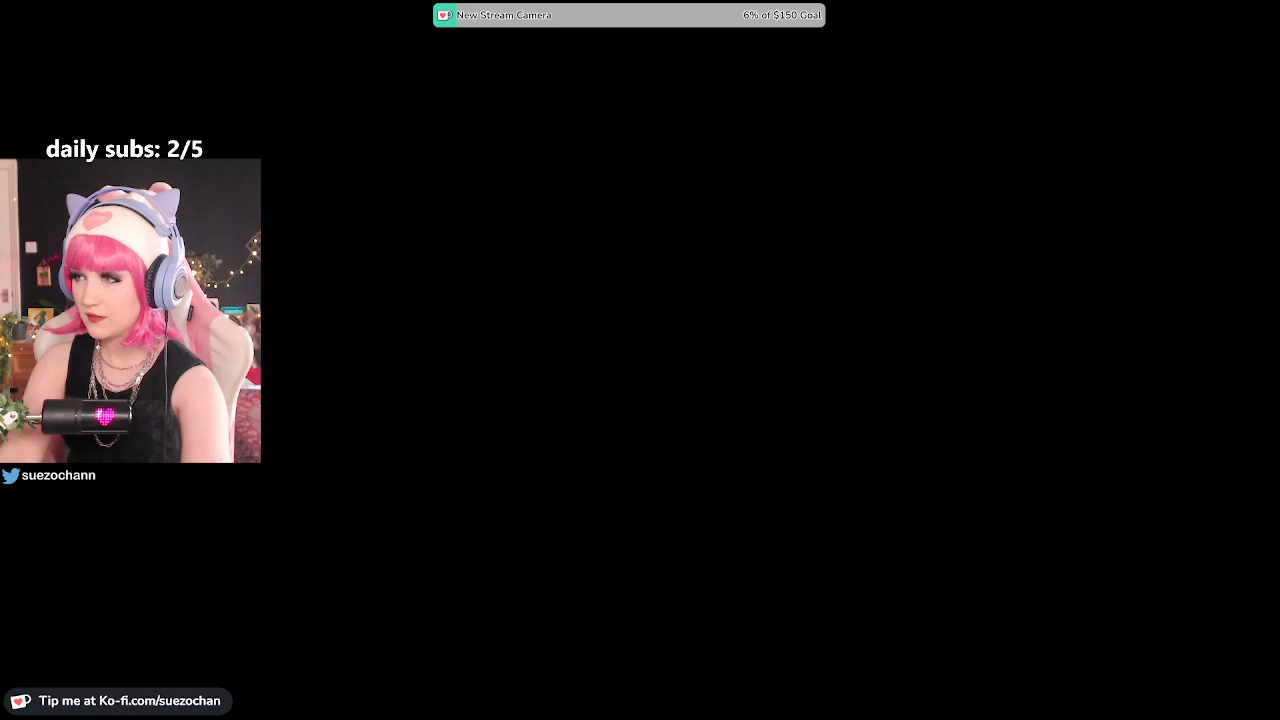 New Stream Camera 6% of $150 Goal
daily subs: 2/5
suezochann
Tip me at Ko-fi.com/suezochan